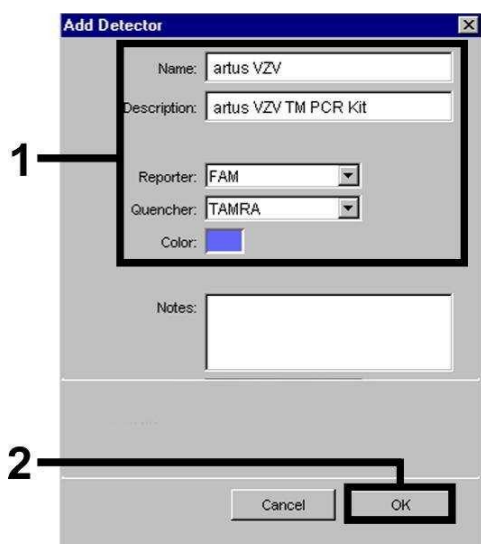 Add Detector
Name: artus VZV
Description: artus VZV TM PCR Kit
1
Reporter: FAM
Quencher: TAMRA
Color:
Notes:
2
Cancel OK